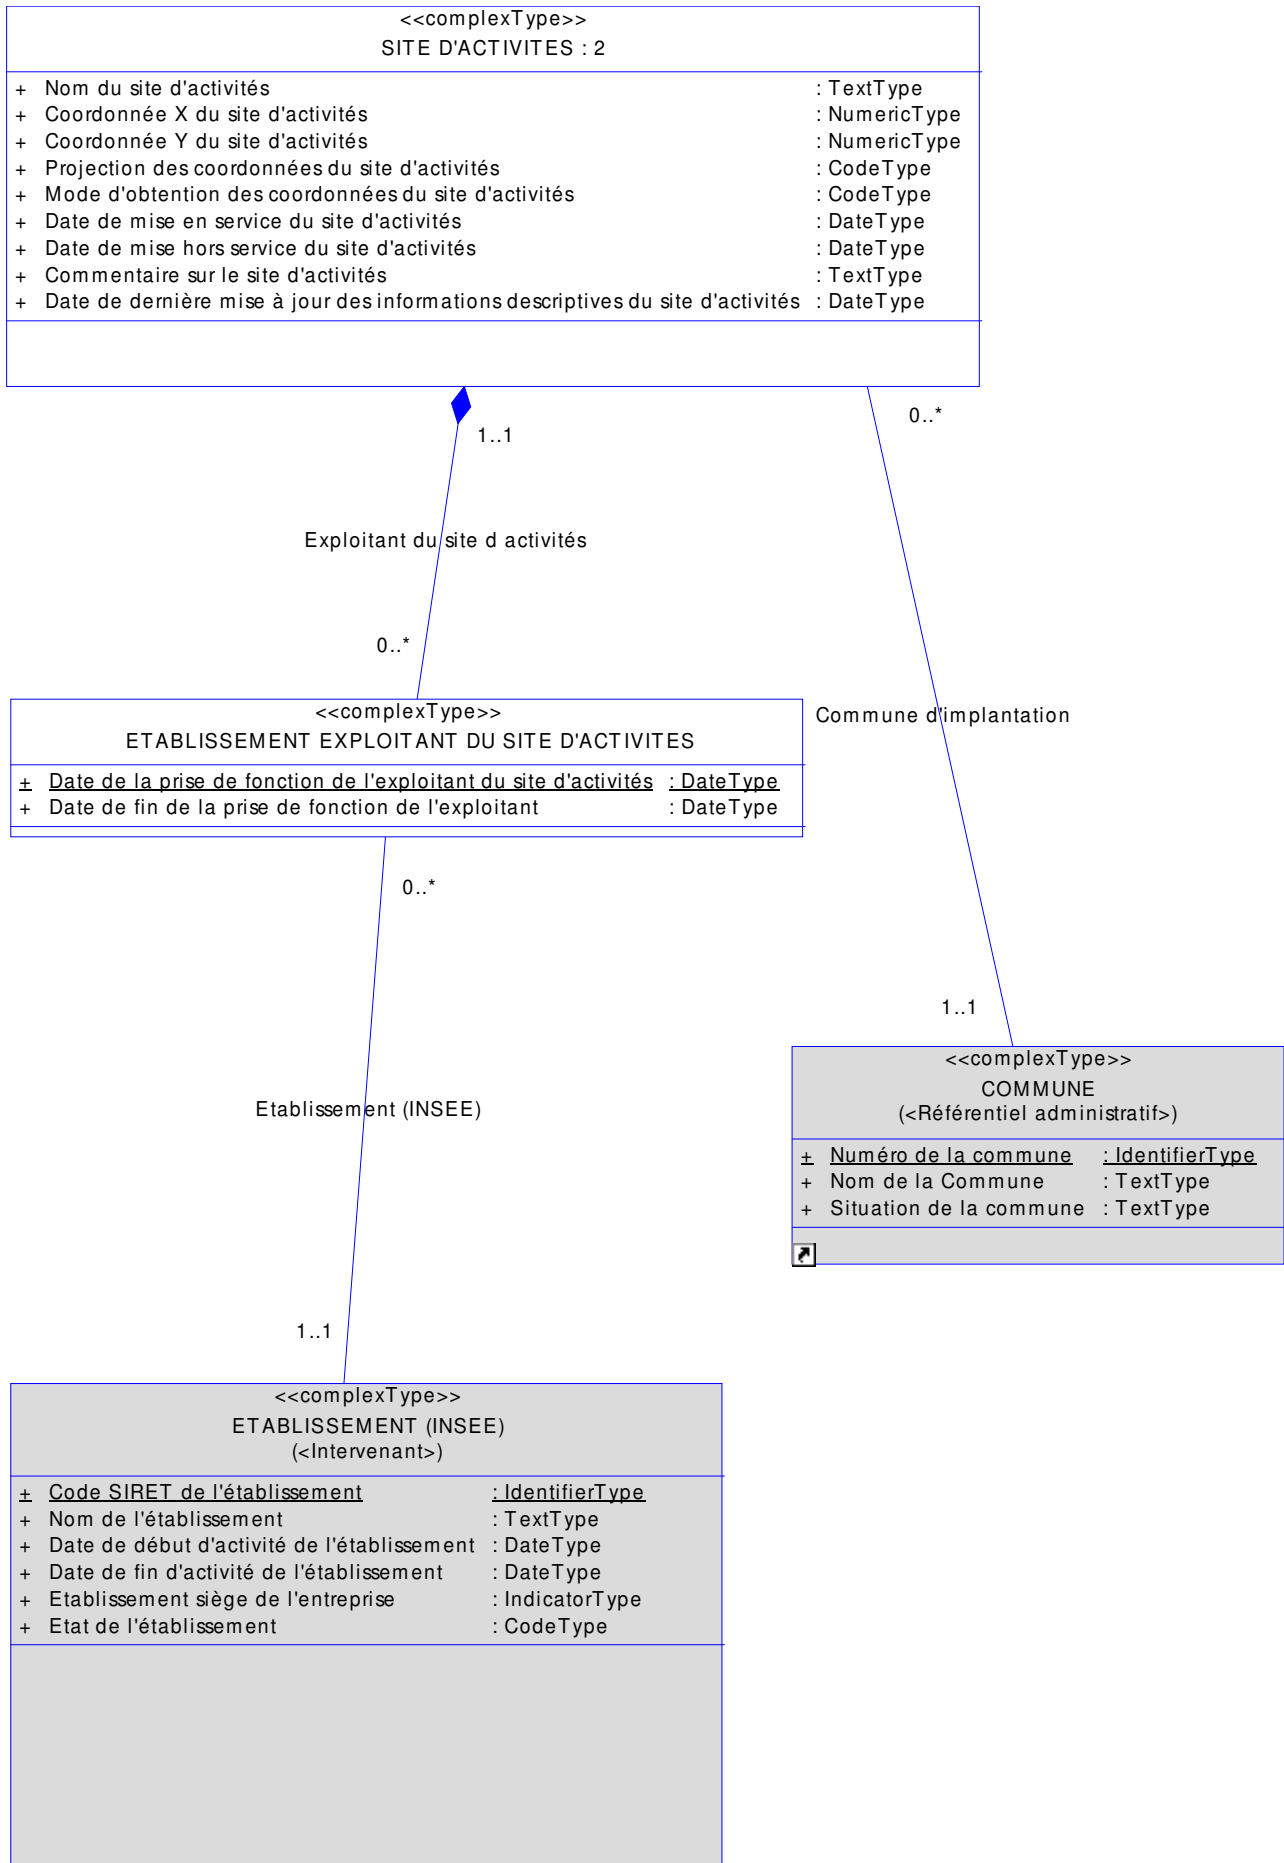 <<complexType>>
SITE D'ACTIVITES : 2
+ Nom du site d'activités : TextType
+ Coordonnée X du site d'activités : NumericType
+ Coordonnée Y du site d'activités : NumericType
+ Projection des coordonnées du site d'activités : CodeType
+ Mode d'obtention des coordonnées du site d'activités : CodeType
+ Date de mise en service du site d'activités : DateType
+ Date de mise hors service du site d'activités : DateType
+ Commentaire sur le site d'activités : TextType
+ Date de dernière mise à jour des informations descriptives du site d'activités : DateType
0..*
1..1
Exploitant du site d activités
0..*
<<complexType>>
ETABLISSEMENT EXPLOITANT DU SITE D'ACTIVITES
+ Date de la prise de fonction de l'exploitant du site d'activités : DateType
+ Date de fin de la prise de fonction de l'exploitant : DateType
Commune d'implantation
0..*
1..1
<<complexType>>
COMMUNE
(<Référentiel administratif>)
+ Numéro de la commune : IdentifierType
+ Nom de la Commune : TextType
+ Situation de la commune : TextType
Etablissement (INSEE)
1..1
<<complexType>>
ETABLISSEMENT (INSEE)
(<Intervenant>)
+ Code SIRET de l'établissement : IdentifierType
+ Nom de l'établissement : TextType
+ Date de début d'activité de l'établissement : DateType
+ Date de fin d'activité de l'établissement : DateType
+ Etablissement siège de l'entreprise : IndicatorType
+ Etat de l'établissement : CodeType